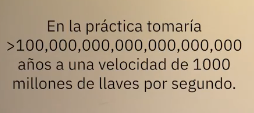 En la práctica tomaría
>100,000,000,000,000,000,000
años a una velocidad de 1000
millones de llaves por segundo.